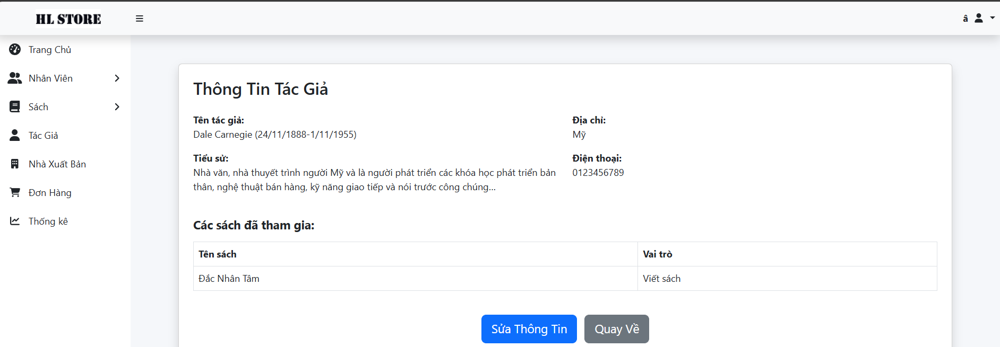 HL STORE
â
Trang Chủ
Nhân Viên
Sách
Tác Giả
Nhà Xuất Bản
Đơn Hàng
Thống kê
Thông Tin Tác Giả
Tên tác giả:
Dale Carnegie (24/11/1888-1/11/1955)
Địa chỉ:
Mỹ
Tiểu sử:
Nhà văn, nhà thuyết trình người Mỹ và là người phát triển các khóa học phát triển bản
thân, nghệ thuật bán hàng, kỹ năng giao tiếp và nói trước công chúng...
Điện thoại:
0123456789
Các sách đã tham gia:
Tên sách Vai trò
Đắc Nhân Tâm Viết sách
Sửa Thông Tin Quay Về